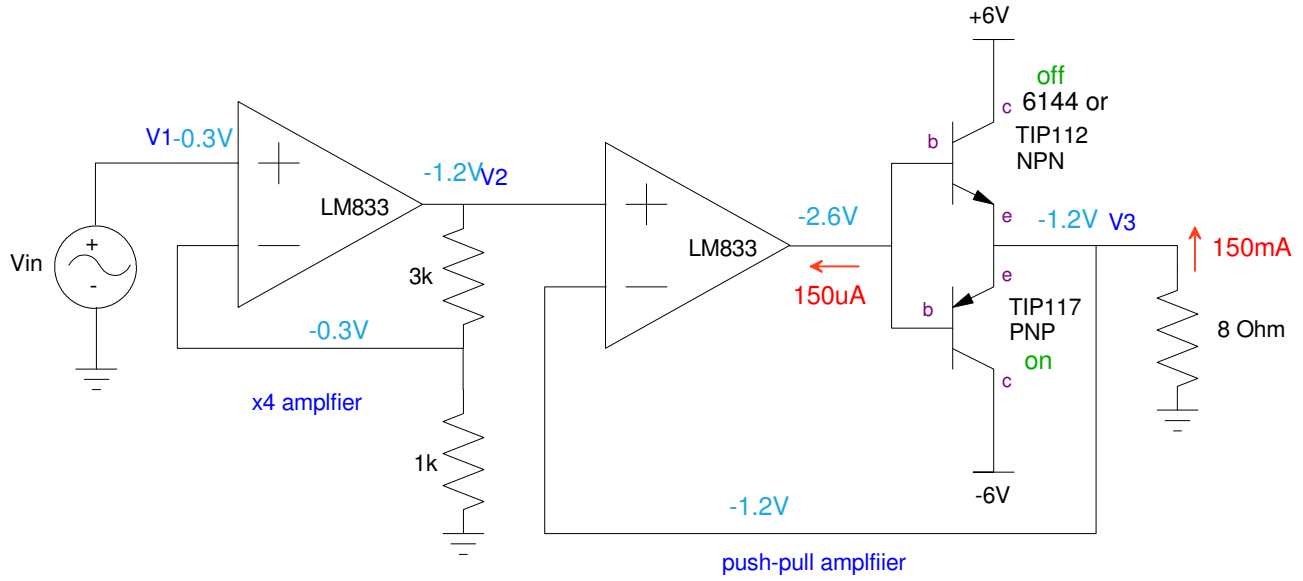 +6V
off
c
6144 or
TIP112
NPN
b
V1
-0.3V
-1.2V
V2
LM833
LM833
-2.6V
e
-1.2V
V3
150mA
Vin
+
-
3k
150uA
e
b
TIP117
PNP
on
c
8 Ohm
-0.3V
x4 amplfier
1k
-6V
-1.2V
push-pull amplfiier